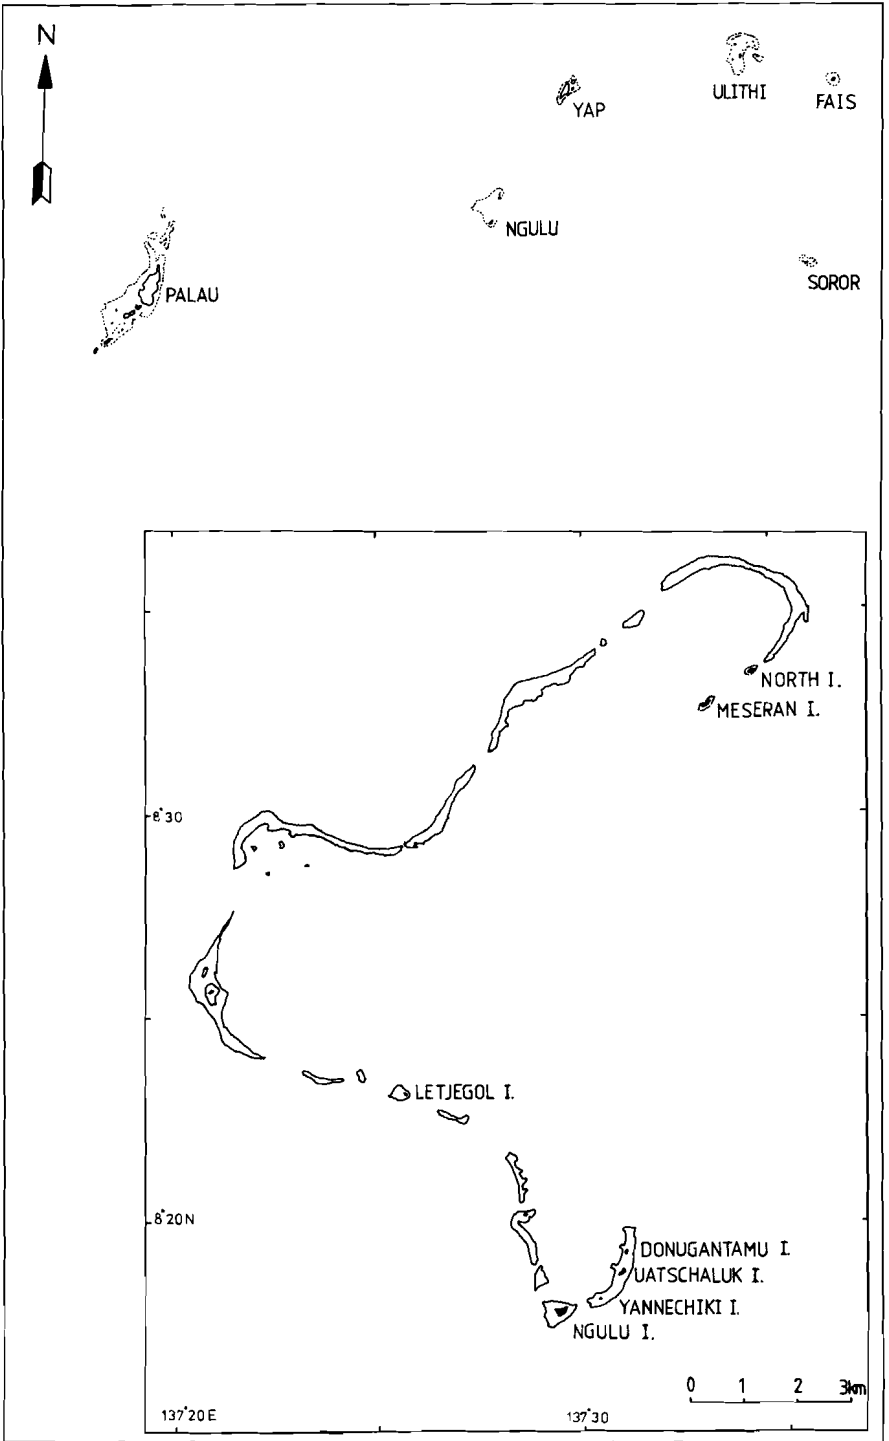 N
ULITHI
FAIS
YAP
NGULU
SOROR
PALAU
NORTH I.
MESERAN I.
8°30
LETJEGOL I.
8°20N
DONUGANTAMU I.
UATSCHALUK I.
YANNECHIKI I.
NGULU I.
0 1 2 3km
137°20E
137°30